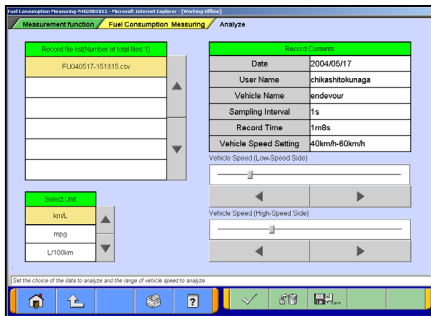 Fuel Consumption Measuring-M402001015 - Microsoft Internet Explorer - [Working Offline]
Measurement function Fuel Consumption Measuring Analyze
Record file list(Number of total files:1)
FU040517-151315.csv
Record Contents
Date 2004/05/17
User Name chikashitokunaga
Vehicle Name endevour
Sampling Interval 1s
Record Time 1m8s
Vehicle Speed Setting 40km/h-60km/h
Vehicle Speed (Low-Speed Side)
Vehicle Speed (High-Speed Side)
Select Unit
km/L
mpg
L/100km
Set the choice of the data to analyze and the range of vehicle speed to analyze.
?